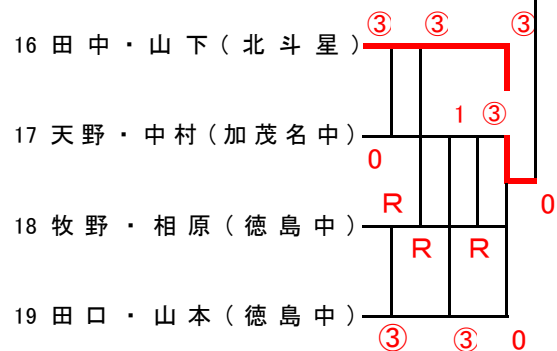 ③ ③ ③
16 田中・山下(北斗星)
1 ③
17 天野・中村(加茂名中)
0
R 0
18 牧野・相原(徳島中)
R R
19 田口・山本(徳島中)
③ ③ 0